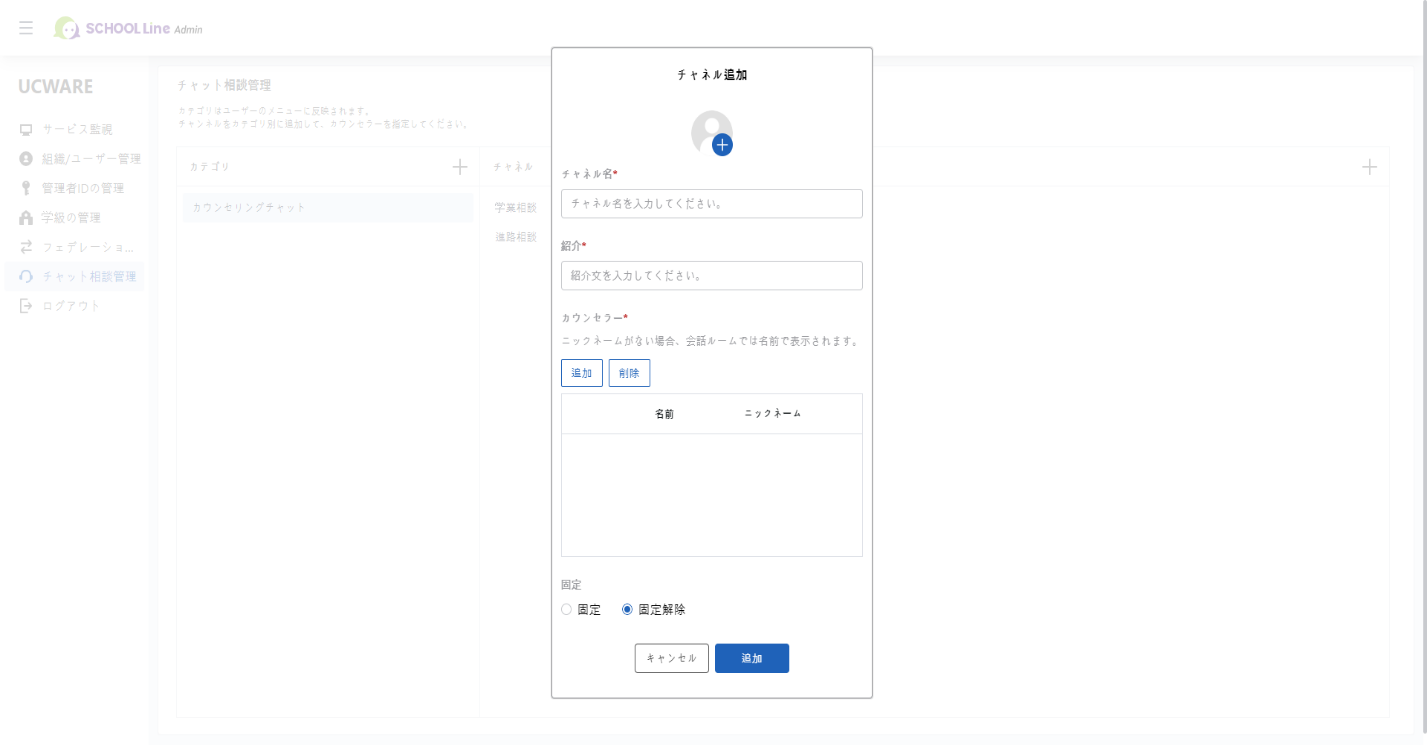 SCHOOL Line Admin
UCWARE
サービス監視
組織/ユーザー管理
管理者IDの管理
学級の管理
フェデレーショ...
チャット相談管理
ログアウト
チャット相談管理
カテゴリはユーザーのメニューに反映されます。
チャンネルをカテゴリ別に追加して、カウンセラーを指定してください。
カテゴリ
チャネル
カウンセリングチャット
学業相談
進路相談
チャネル追加
チャネル名*
チャネル名を入力してください。
紹介*
紹介文を入力してください。
カウンセラー*
ニックネームがない場合、会話ルームでは名前で表示されます。
追加 削除
名前 ニックネーム
固定
固定 固定解除
キャンセル 追加